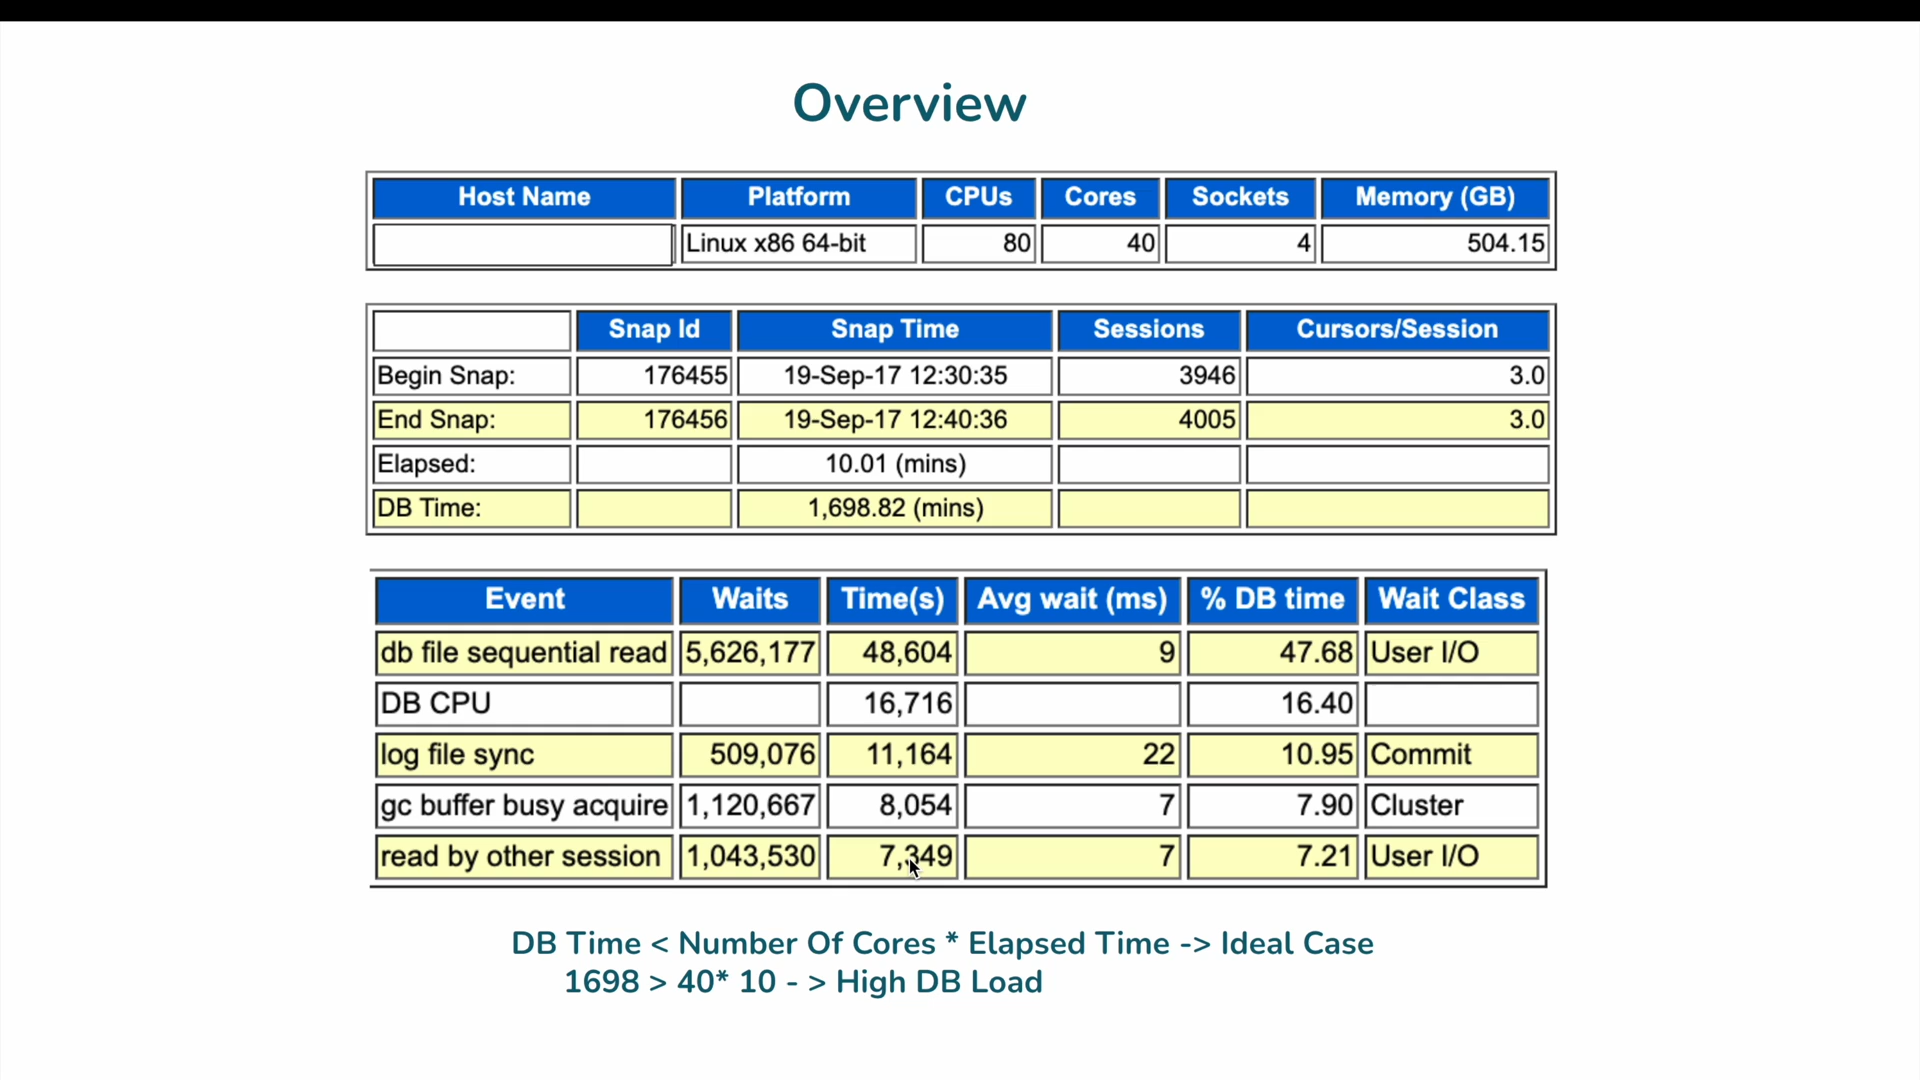 Overview
Host Name Platform CPUs Cores Sockets Memory (GB)
Linux x86 64-bit 80 40 4 504.15
Snap Id Snap Time Sessions Cursors/Session
Begin Snap: 176455 19-Sep-17 12:30:35 3946 3.0
End Snap: 176456 19-Sep-17 12:40:36 4005 3.0
Elapsed: 10.01 (mins)
DB Time: 1,698.82 (mins)
Event Waits Time(s) Avg wait (ms) % DB time Wait Class
db file sequential read 5,626,177 48,604 9 47.68 User I/O
DB CPU 16,716 16.40
log file sync 509,076 11,164 22 10.95 Commit
gc buffer busy acquire 1,120,667 8,054 7 7.90 Cluster
read by other session 1,043,530 7,349 7 7.21 User I/O
DB Time < Number Of Cores * Elapsed Time -> Ideal Case
1698 > 40* 10 - > High DB Load